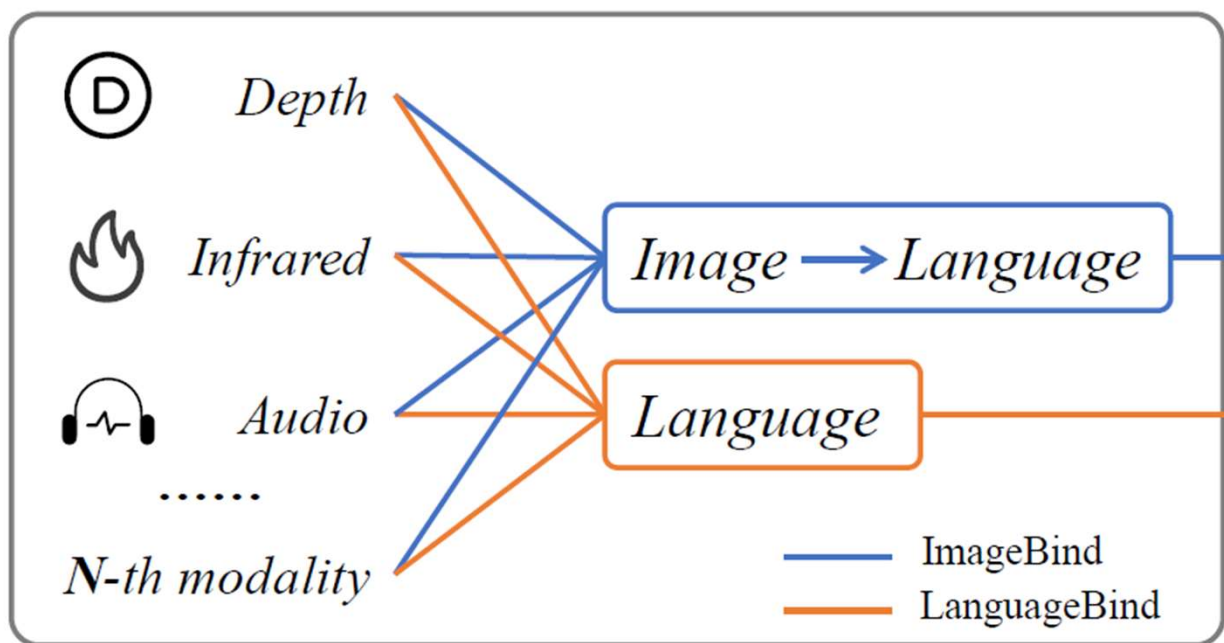 D
Depth
Infrared
Image → Language
Audio
Language
......
N-th modality
ImageBind
LanguageBind